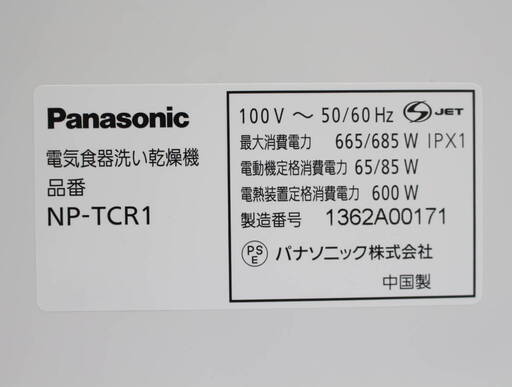 Panasonic
電気食器洗い乾燥機
品番
NP-TCR1
100V ～ 50/60Hz S JET
最大消費電力 665/685W IPX1
電動機定格消費電力 65/85W
電熱装置定格消費電力 600W
製造番号 1362A00171
PSE パナソニック株式会社
中国製